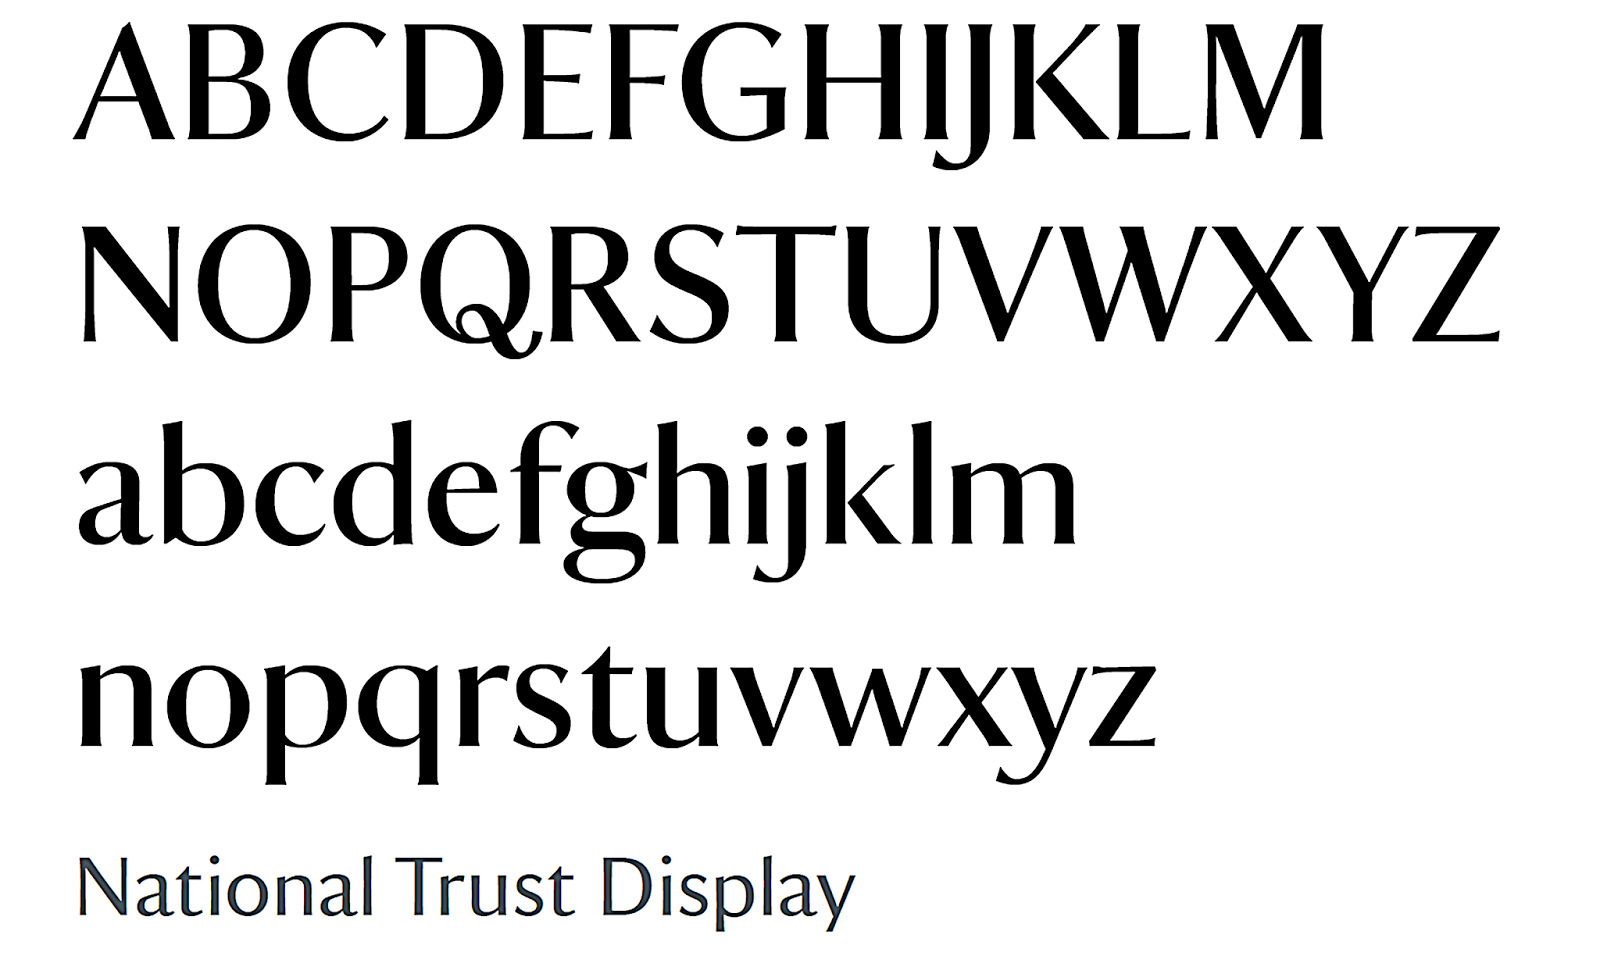 ABCDEFGHIJKLM
NOPQRSTUVWXYZ
abcdefghijklm
nopqrstuvwxyz
National Trust Display